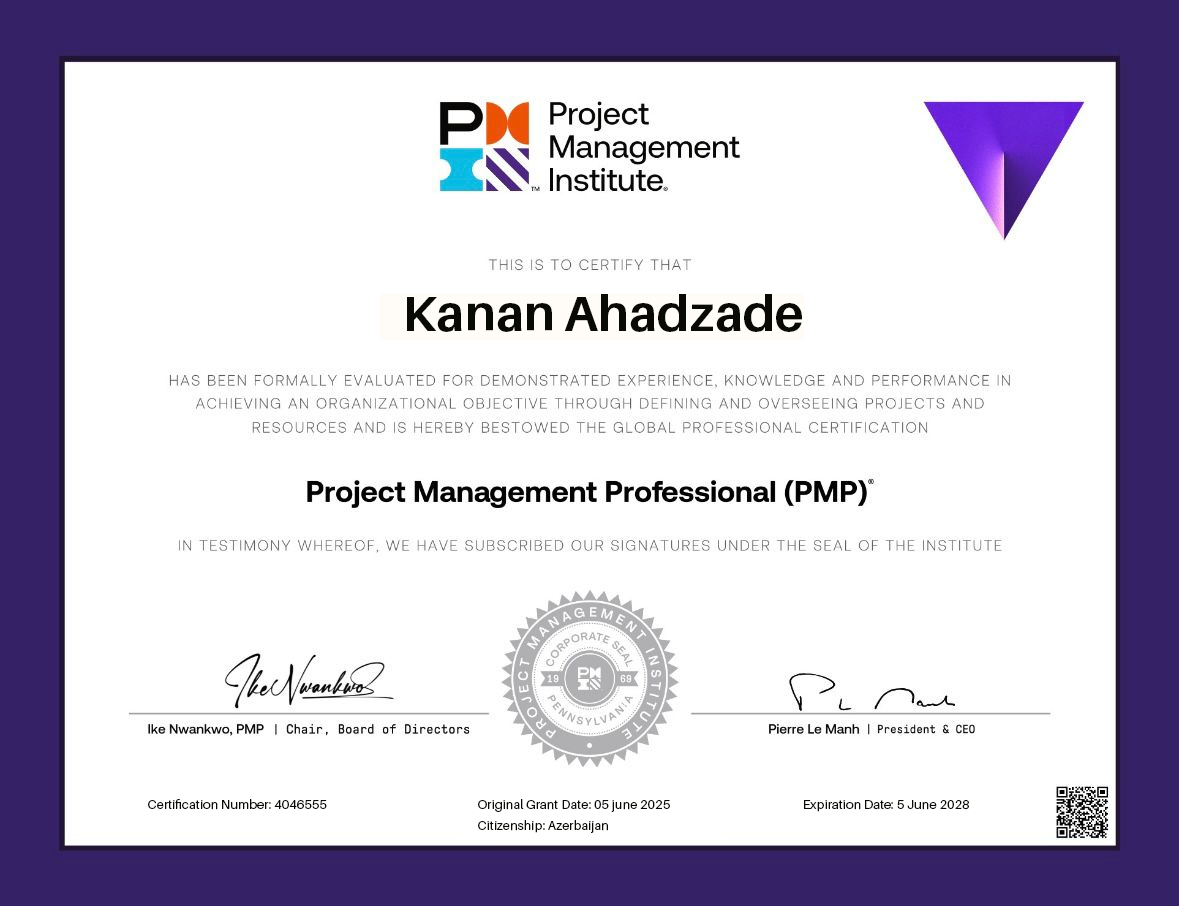 Project
Management
Institute®
PM
TM
THIS IS TO CERTIFY THAT
Kanan Ahadzade
HAS BEEN FORMALLY EVALUATED FOR DEMONSTRATED EXPERIENCE, KNOWLEDGE AND PERFORMANCE IN
ACHIEVING AN ORGANIZATIONAL OBJECTIVE THROUGH DEFINING AND OVERSEEING PROJECTS AND
RESOURCES AND IS HEREBY BESTOWED THE GLOBAL PROFESSIONAL CERTIFICATION
Project Management Professional (PMP)®
IN TESTIMONY WHEREOF, WE HAVE SUBSCRIBED OUR SIGNATURES UNDER THE SEAL OF THE INSTITUTE
PROJECT MANAGEMENT INSTITUTE
CORPORATE SEAL
19 69
PENNSYLVANIA
Ike Nwankwo
Ike Nwankwo, PMP | Chair, Board of Directors
P Le Manh
Pierre Le Manh | President & CEO
Certification Number: 4046555
Original Grant Date: 05 june 2025
Expiration Date: 5 June 2028
Citizenship: Azerbaijan